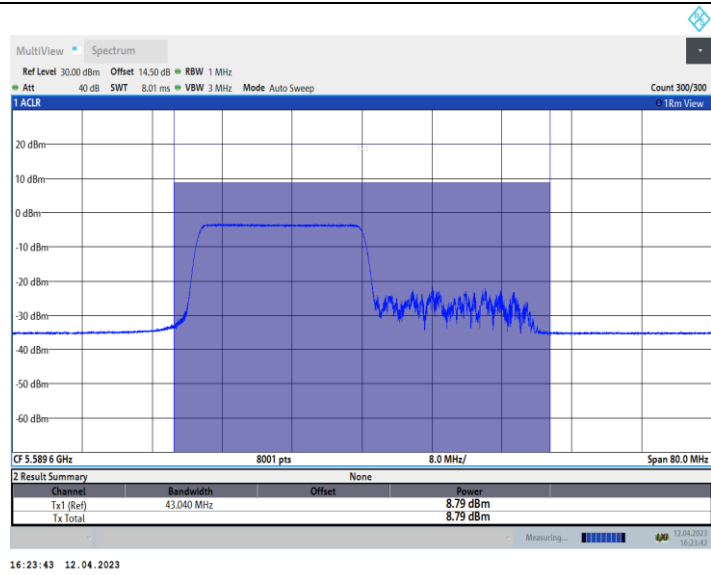 MultiView Spectrum
Ref Level 30.00 dBm Offset 14.50 dB RBW 1 MHz
Att 40 dB SWT 8.01 ms VBW 3 MHz Mode Auto Sweep Count 300/300
1 ACLR 1Rm View
20 dBm
10 dBm
0 dBm
-10 dBm
-20 dBm
-30 dBm
-40 dBm
-50 dBm
-60 dBm
CF 5.589 6 GHz 8001 pts 8.0 MHz/ Span 80.0 MHz
2 Result Summary None
Channel Bandwidth Offset Power
Tx1 (Ref) 43.040 MHz 8.79 dBm
Tx Total 8.79 dBm
Measuring... 12.04.2023
16:23:42
16:23:43 12.04.2023